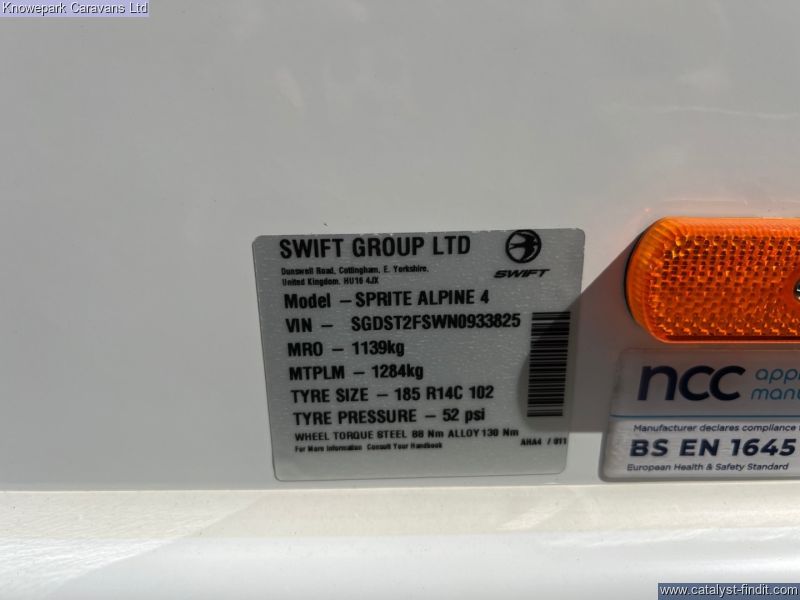 Knowepark Caravans Ltd
SWIFT GROUP LTD
SWIFT
Dunswell Road, Cottingham, E. Yorkshire,
United Kingdom. HU16 4JX
Model - SPRITE ALPINE 4
VIN - SGDST2FSWN0933825
MRO - 1139kg
MTPLM - 1284kg
TYRE SIZE - 185 R14C 102
TYRE PRESSURE - 52 psi
WHEEL TORQUE STEEL 88 Nm ALLOY 130 Nm
For More Information Consult Your Handbook
AHA4 / 011
ncc
manu
Manufacturer declares compliance
BS EN 1645
European Health & Safety Standard
www.catalyst-findit.com